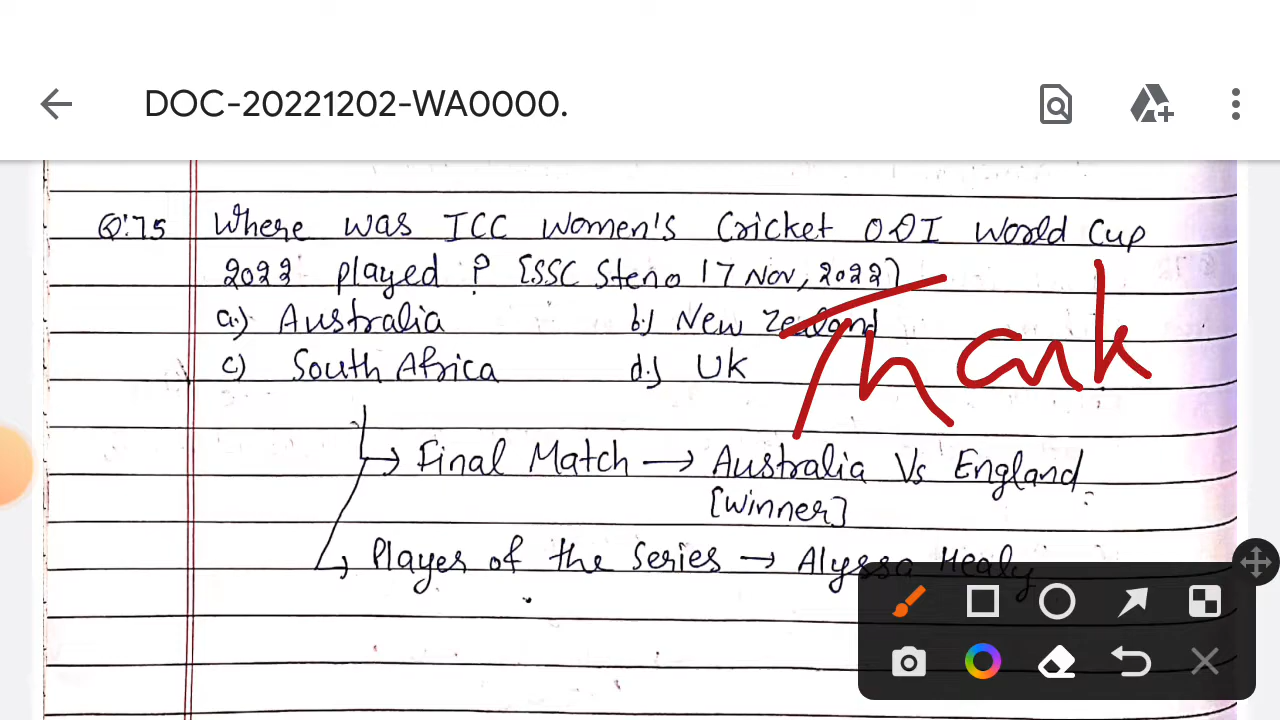 DOC-20221202-WA0000.
Q.75 Where was ICC Women's Cricket ODI World Cup
2022 played ? [SSC Steno 17 Nov, 2022]
a.) Australia b.) New Zealand
c) South Africa d.) UK
Thank
→ Final Match → Australia Vs England
[Winner]
→ Player of the Series → Alyssa Healy